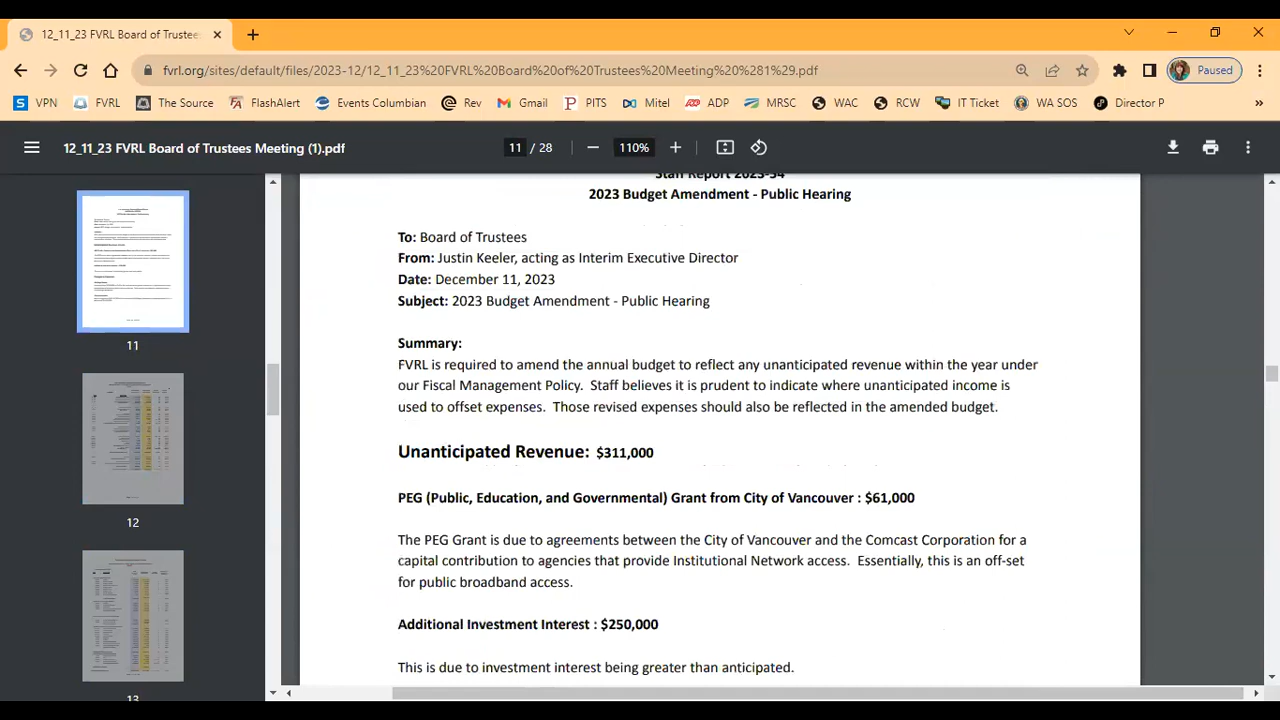 12_11_23 FVRL Board of Trustee
fvrl.org/sites/default/files/2023-12/12_11_23%20FVRL%20Board%20of%20Trustees%20Meeting%20%281%29.pdf
Paused
VPN FVRL The Source FlashAlert Events Columbian Rev Gmail PITS Mitel ADP MRSC WAC RCW IT Ticket WA SOS Director P »
12_11_23 FVRL Board of Trustees Meeting (1).pdf 11 / 28 110%
11
12
13
Staff Report 2023-54
2023 Budget Amendment - Public Hearing
To: Board of Trustees
From: Justin Keeler, acting as Interim Executive Director
Date: December 11, 2023
Subject: 2023 Budget Amendment - Public Hearing
Summary:
FVRL is required to amend the annual budget to reflect any unanticipated revenue within the year under
our Fiscal Management Policy. Staff believes it is prudent to indicate where unanticipated income is
used to offset expenses. Those revised expenses should also be reflected in the amended budget.
Unanticipated Revenue: $311,000
PEG (Public, Education, and Governmental) Grant from City of Vancouver : $61,000
The PEG Grant is due to agreements between the City of Vancouver and the Comcast Corporation for a
capital contribution to agencies that provide Institutional Network access. Essentially, this is an off-set
for public broadband access.
Additional Investment Interest : $250,000
This is due to investment interest being greater than anticipated.